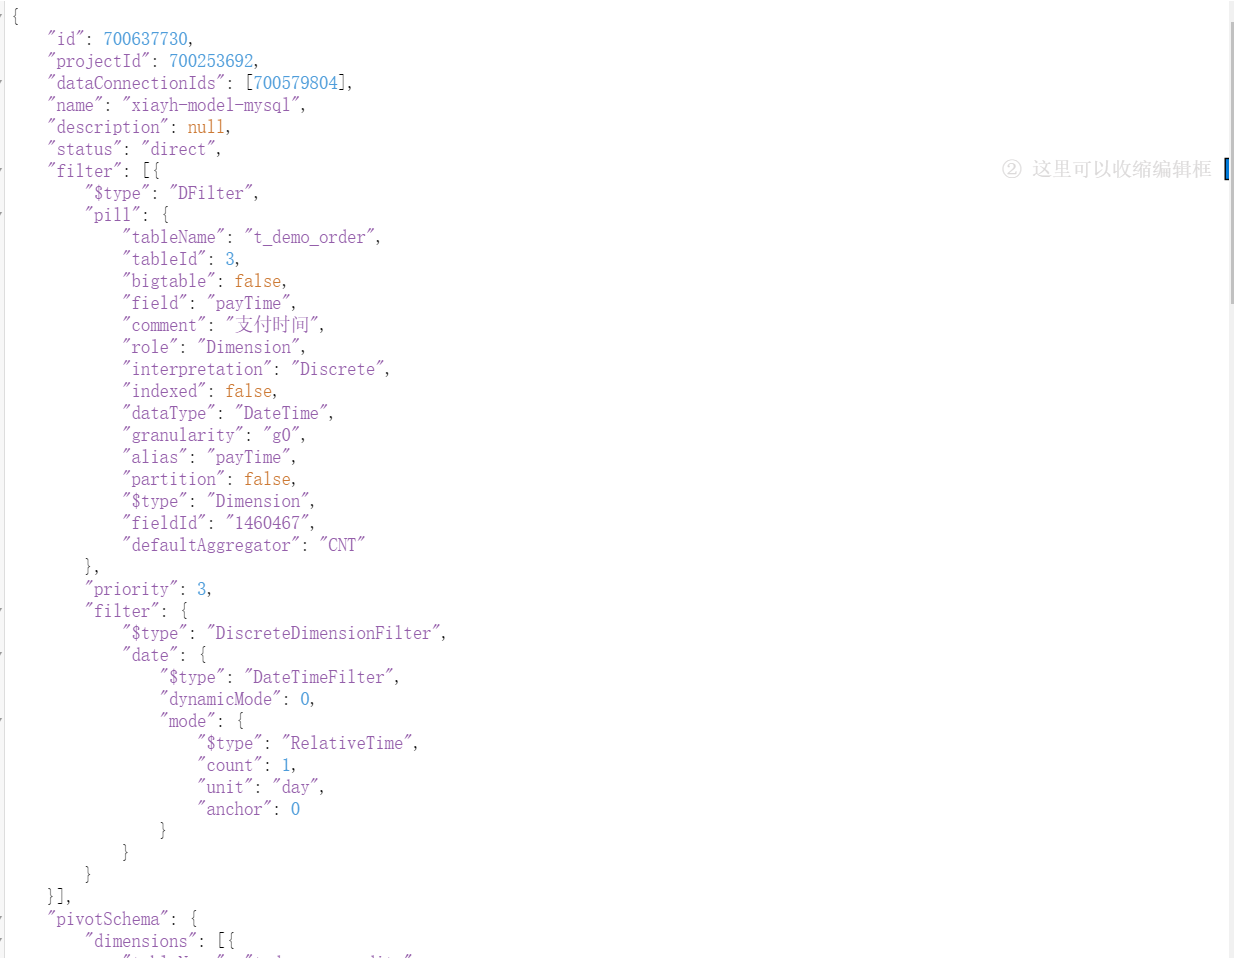 {
"id": 700637730,
"projectId": 700253692,
"dataConnectionIds": [700579804],
"name": "xiayh-model-mysql",
"description": null,
"status": "direct",
"filter": [{
② 这里可以收缩编辑框
"$type": "DFilter",
"pill": {
"tableName": "t_demo_order",
"tableId": 3,
"bigtable": false,
"field": "payTime",
"comment": "支付时间",
"role": "Dimension",
"interpretation": "Discrete",
"indexed": false,
"dataType": "DateTime",
"granularity": "g0",
"alias": "payTime",
"partition": false,
"$type": "Dimension",
"fieldId": "1460467",
"defaultAggregator": "CNT"
},
"priority": 3,
"filter": {
"$type": "DiscreteDimensionFilter",
"date": {
"$type": "DateTimeFilter",
"dynamicMode": 0,
"mode": {
"$type": "RelativeTime",
"count": 1,
"unit": "day",
"anchor": 0
}
}
}
}],
"pivotSchema": {
"dimensions": [{